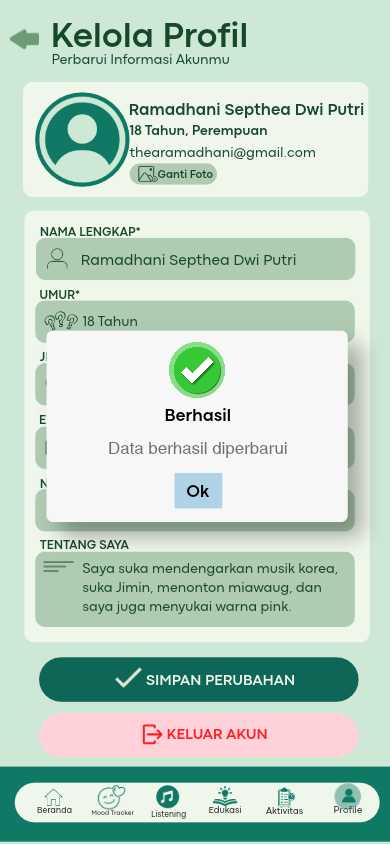 Kelola Profil
Perbarui Informasi Akunmu
Ramadhani Septhea Dwi Putri
18 Tahun, Perempuan
thearamadhani@gmail.com
Ganti Foto
NAMA LENGKAP*
Ramadhani Septhea Dwi Putri
UMUR*
18 Tahun
Berhasil
Data berhasil diperbarui
Ok
TENTANG SAYA
Saya suka mendengarkan musik korea,
suka Jimin, menonton miawaug, dan
saya juga menyukai warna pink.
SIMPAN PERUBAHAN
KELUAR AKUN
Beranda
Mood Tracker
Listening
Edukasi
Aktivitas
Profile